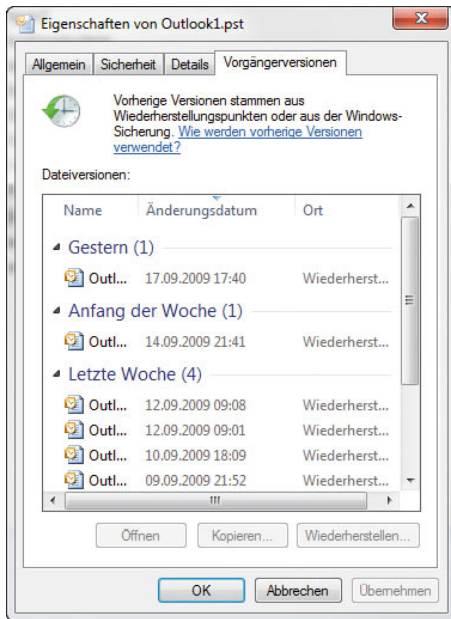 Eigenschaften von Outlook1.pst
Allgemein Sicherheit Details Vorgängerversionen
Vorherige Versionen stammen aus
Wiederherstellungspunkten oder aus der Windows-
Sicherung. Wie werden vorherige Versionen
verwendet?
Dateiversionen:
Name Änderungsdatum Ort
Gestern (1)
Outl... 17.09.2009 17:40 Wiederherst...
Anfang der Woche (1)
Outl... 14.09.2009 21:41 Wiederherst...
Letzte Woche (4)
Outl... 12.09.2009 09:08 Wiederherst...
Outl... 12.09.2009 09:01 Wiederherst...
Outl... 10.09.2009 18:09 Wiederherst...
Outl... 09.09.2009 21:52 Wiederherst...
Öffnen Kopieren... Wiederherstellen...
OK Abbrechen Übernehmen